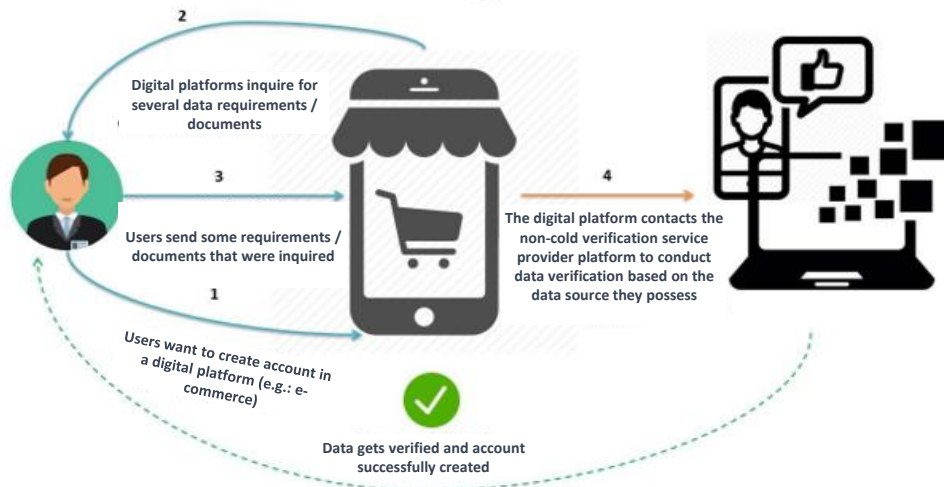 2
Digital platforms inquire for
several data requirements /
documents
3
Users send some requirements /
documents that were inquired
1
Users want to create account in
a digital platform (e.g.: e-
commerce)
4
The digital platform contacts the
non-cold verification service
provider platform to conduct
data verification based on the
data source they possess
Data gets verified and account
successfully created